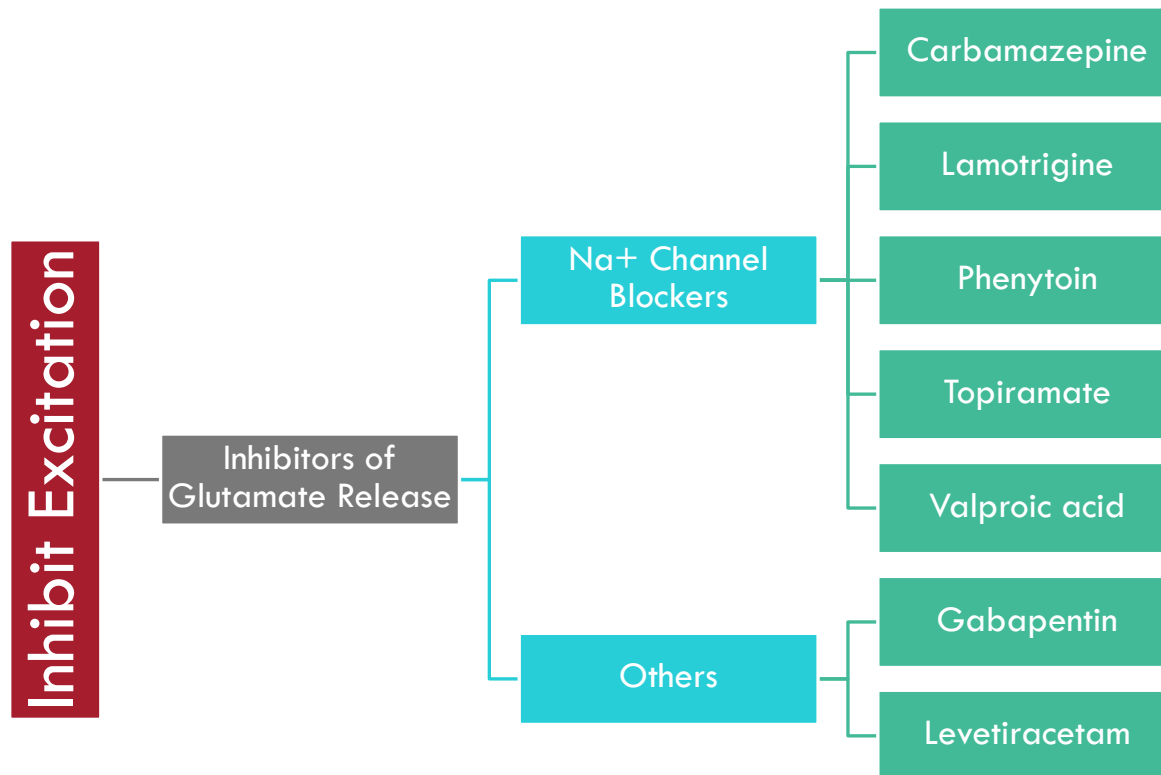 Inhibit Excitation
Inhibitors of
Glutamate Release
Na+ Channel
Blockers
Others
Carbamazepine
Lamotrigine
Phenytoin
Topiramate
Valproic acid
Gabapentin
Levetiracetam